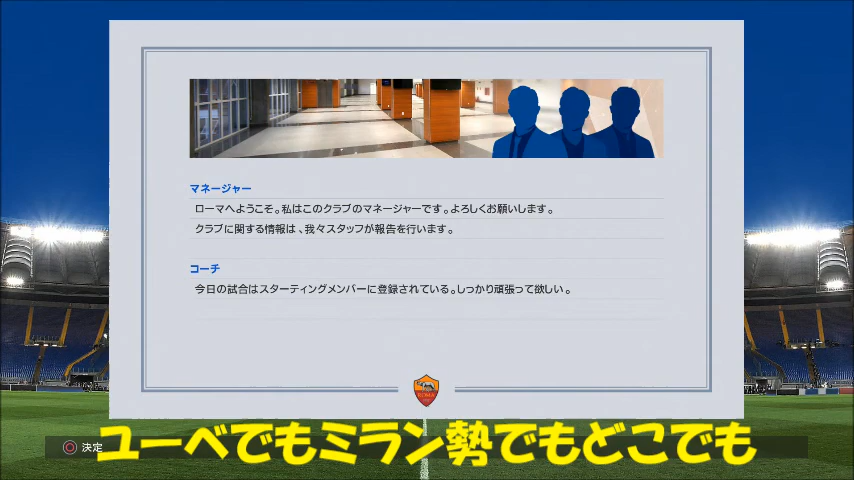 マネージャー
ローマへようこそ。私はこのクラブのマネージャーです。よろしくお願いします。
クラブに関する情報は、我々スタッフが報告を行います。
コーチ
今日の試合はスターティングメンバーに登録されている。しっかり頑張って欲しい。
ROMA
決定
ユーベでもミラン勢でもどこでも